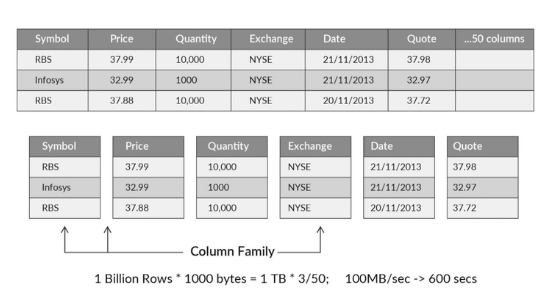 Symbol Price Quantity Exchange Date Quote ...50 columns
RBS 37.99 10,000 NYSE 21/11/2013 37.98
Infosys 32.99 1000 NYSE 21/11/2013 32.97
RBS 37.88 10,000 NYSE 20/11/2013 37.72
Symbol Price Quantity Exchange Date Quote
RBS 37.99 10,000 NYSE 21/11/2013 37.98
Infosys 32.99 1000 NYSE 21/11/2013 32.97
RBS 37.88 10,000 NYSE 20/11/2013 37.72
Column Family
1 Billion Rows * 1000 bytes = 1 TB * 3/50; 100MB/sec -> 600 secs